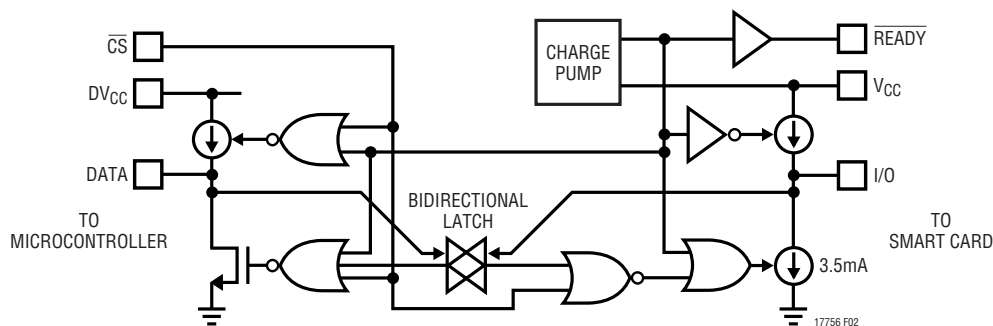 CS
DVCC
DATA
TO
MICROCONTROLLER
BIDIRECTIONAL
LATCH
CHARGE
PUMP
READY
VCC
I/O
TO
SMART CARD
3.5mA
17756 F02